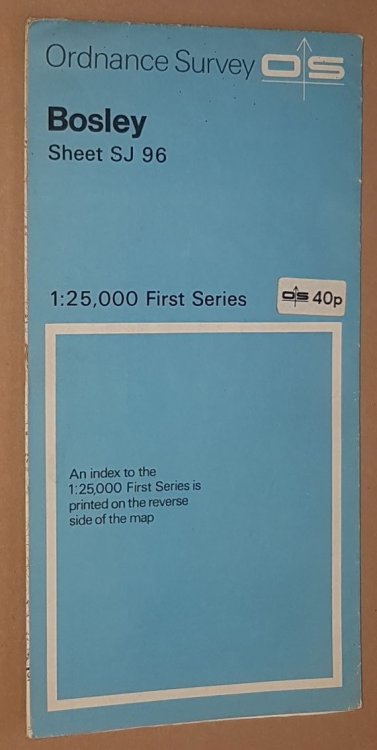 Ordnance Survey OS
Bosley
Sheet SJ 96
1:25,000 First Series
OS 40p
An index to the
1:25,000 First Series is
printed on the reverse
side of the map